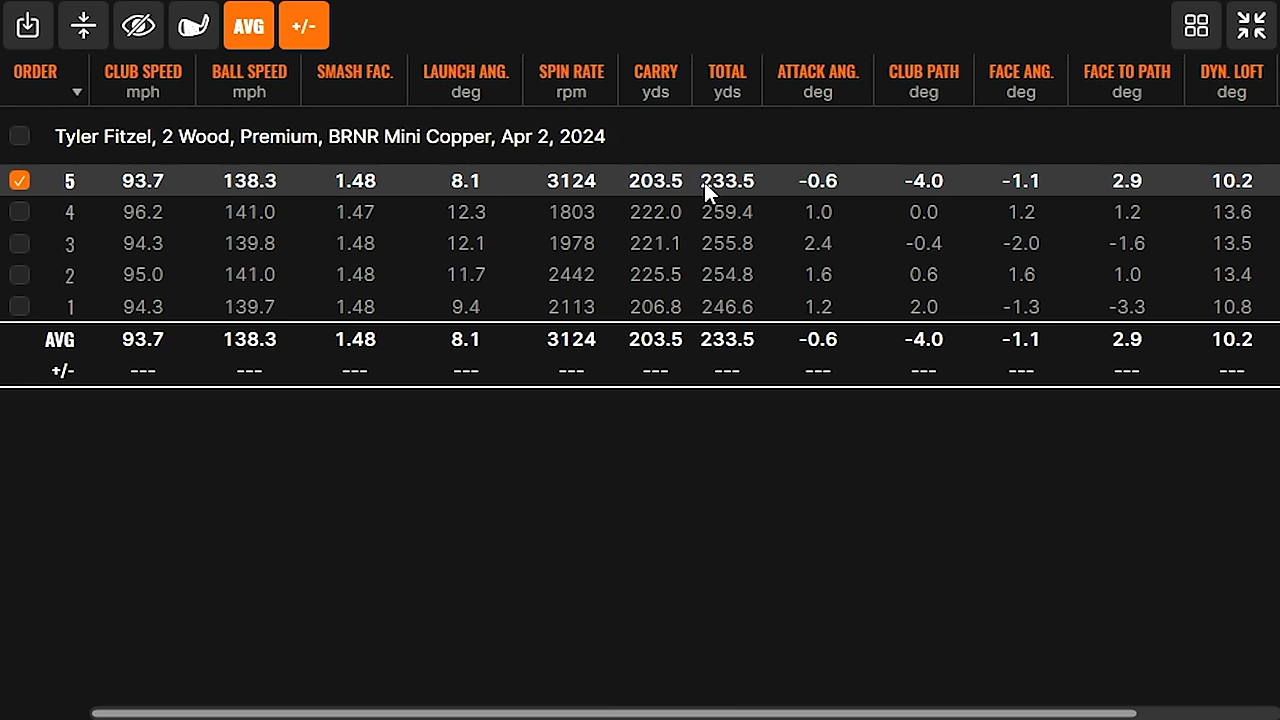 AVG +/-
ORDER CLUB SPEED BALL SPEED SMASH FAC. LAUNCH ANG. SPIN RATE CARRY TOTAL ATTACK ANG. CLUB PATH FACE ANG. FACE TO PATH DYN. LOFT
mph mph deg rpm yds yds deg deg deg deg deg
Tyler Fitzel, 2 Wood, Premium, BRNR Mini Copper, Apr 2, 2024
5 93.7 138.3 1.48 8.1 3124 203.5 233.5 -0.6 -4.0 -1.1 2.9 10.2
4 96.2 141.0 1.47 12.3 1803 222.0 259.4 1.0 0.0 1.2 1.2 13.6
3 94.3 139.8 1.48 12.1 1978 221.1 255.8 2.4 -0.4 -2.0 -1.6 13.5
2 95.0 141.0 1.48 11.7 2442 225.5 254.8 1.6 0.6 1.6 1.0 13.4
1 94.3 139.7 1.48 9.4 2113 206.8 246.6 1.2 2.0 -1.3 -3.3 10.8
AVG 93.7 138.3 1.48 8.1 3124 203.5 233.5 -0.6 -4.0 -1.1 2.9 10.2
+/- --- --- --- --- --- --- --- --- --- --- --- ---